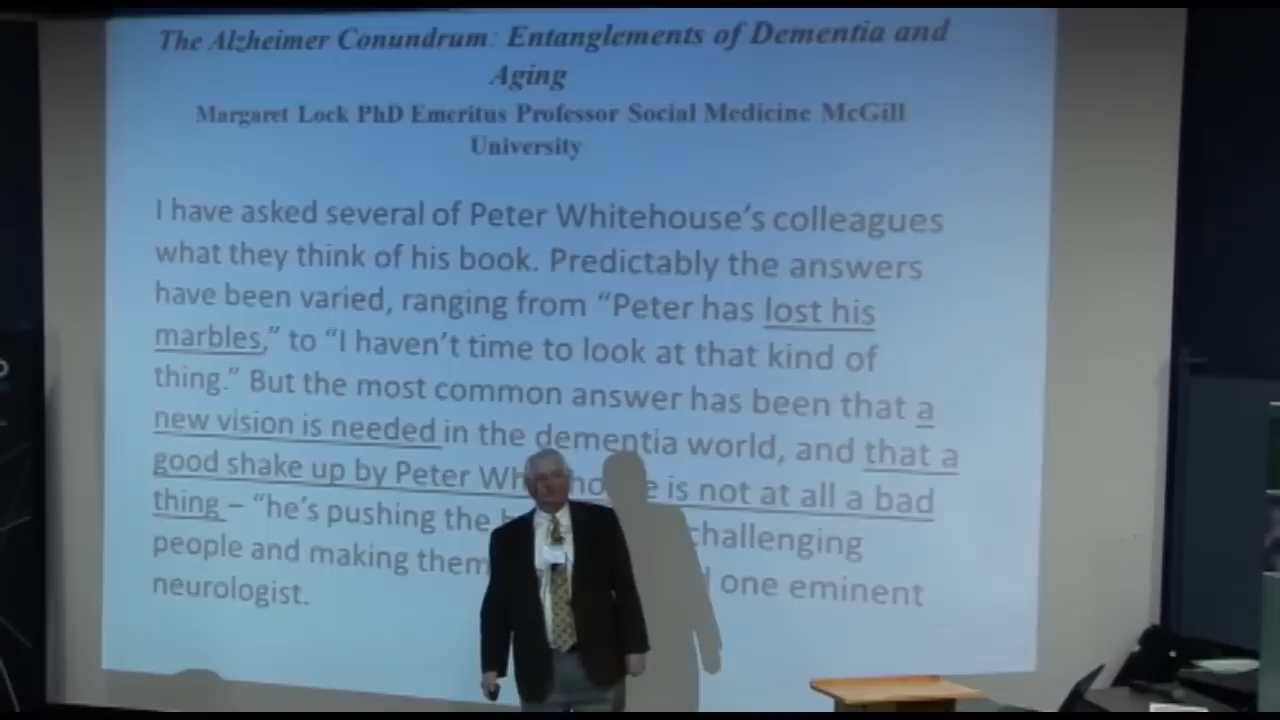 The Alzheimer Conundrum: Entanglements of Dementia and
Aging
Margaret Lock PhD Emeritus Professor Social Medicine McGill
University
I have asked several of Peter Whitehouse’s colleagues
what they think of his book. Predictably the answers
have been varied, ranging from “Peter has lost his
marbles,” to “I haven’t time to look at that kind of
thing.” But the most common answer has been that a
new vision is needed in the dementia world, and that a
good shake up by Peter is not at all a bad
thing – “he’s pushing the challenging
people and making them one eminent
neurologist.